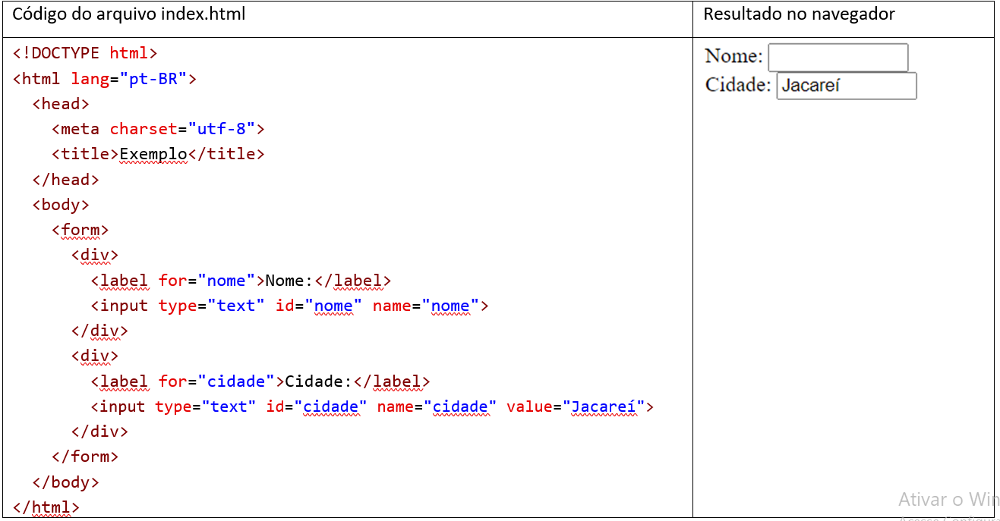 Código do arquivo index.html
Resultado no navegador
<!DOCTYPE html>
<html lang="pt-BR">
<head>
<meta charset="utf-8">
<title>Exemplo</title>
</head>
<body>
<form>
<div>
<label for="nome">Nome:</label>
<input type="text" id="nome" name="nome">
</div>
<div>
<label for="cidade">Cidade:</label>
<input type="text" id="cidade" name="cidade" value="Jacareí">
</div>
</form>
</body>
</html>
Nome:
Cidade: Jacareí
Ativar o Win